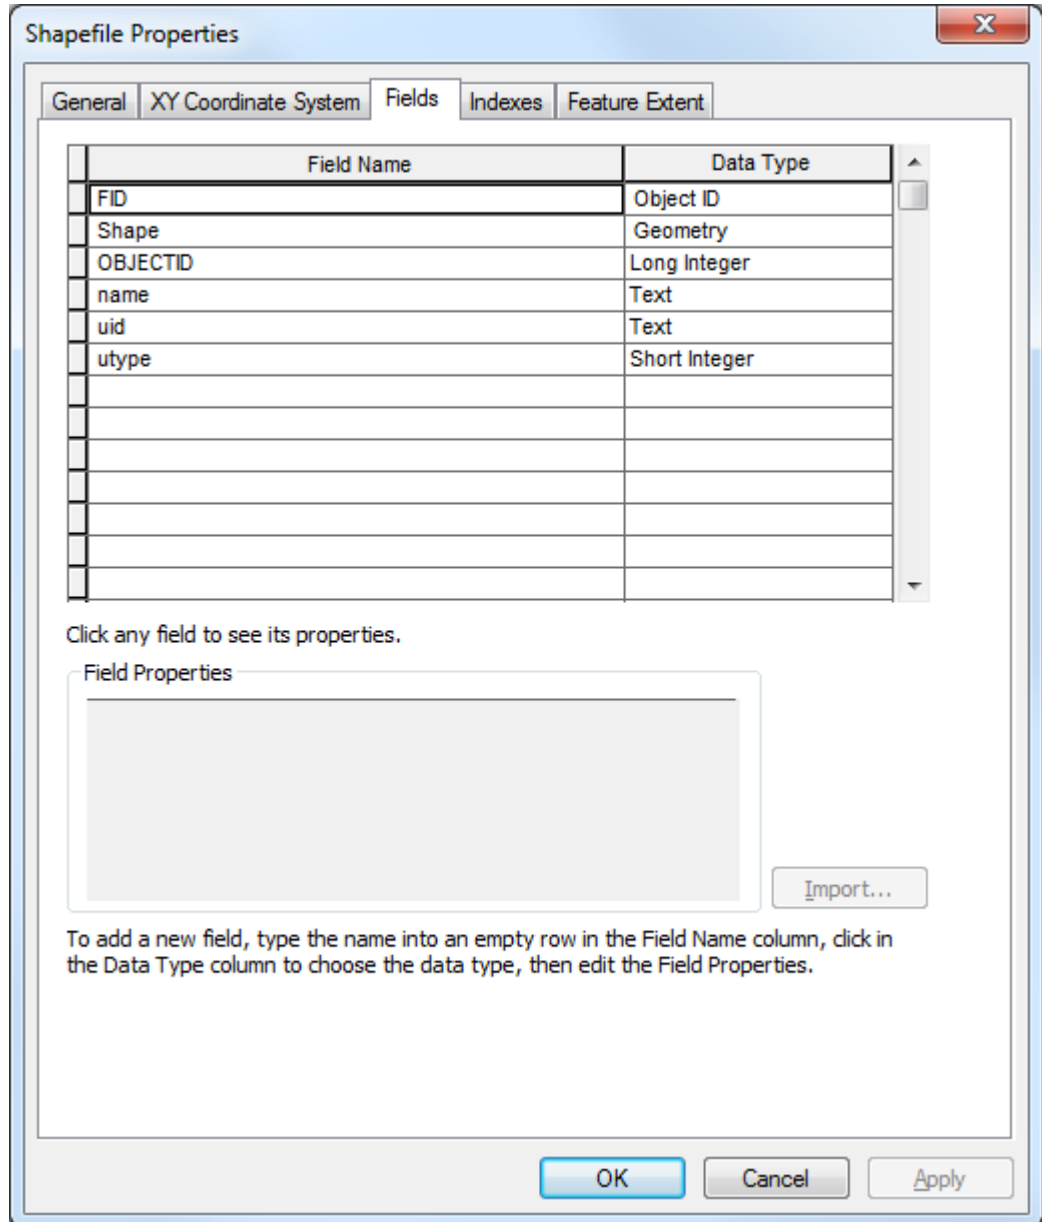 Shapefile Properties
General XY Coordinate System Fields Indexes Feature Extent
Field Name Data Type
FID Object ID
Shape Geometry
OBJECTID Long Integer
name Text
uid Text
utype Short Integer
Click any field to see its properties.
Field Properties
Import...
To add a new field, type the name into an empty row in the Field Name column, click in
the Data Type column to choose the data type, then edit the Field Properties.
OK Cancel Apply